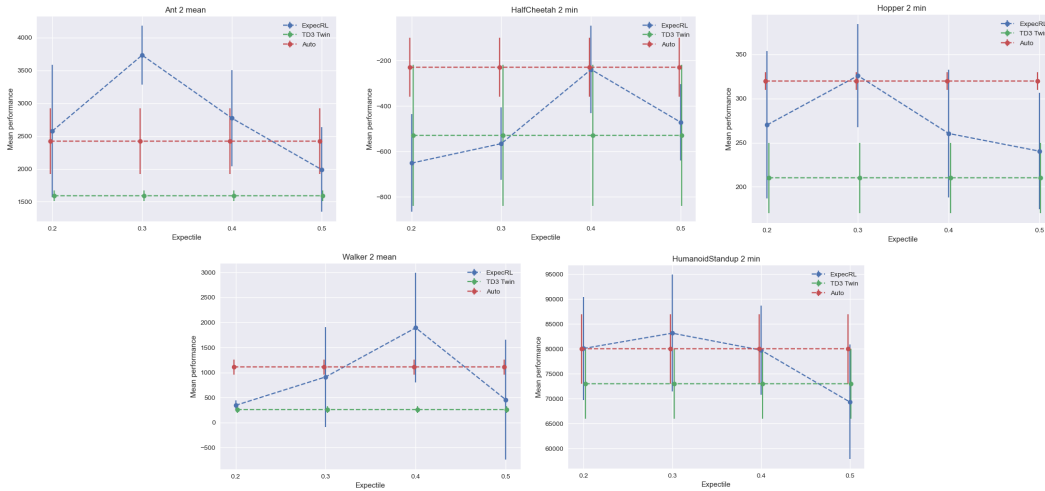 Ant 2 mean
ExpecRL
TD3 Twin
Auto
4000
3500
3000
2500
2000
1500
Mean performance
0.2 0.3 0.4 0.5
Expectile
HalfCheetah 2 min
ExpecRL
TD3 Twin
Auto
−200
−400
−600
−800
Mean performance
0.2 0.3 0.4 0.5
Expectile
Hopper 2 min
ExpecRL
TD3 Twin
Auto
350
300
250
200
Mean performance
0.2 0.3 0.4 0.5
Expectile
Walker 2 mean
ExpecRL
TD3 Twin
Auto
3000
2500
2000
1500
1000
500
0
−500
Mean performance
0.2 0.3 0.4 0.5
Expectile
HumanoidStandup 2 min
ExpecRL
TD3 Twin
Auto
95000
90000
85000
80000
75000
70000
65000
60000
Mean performance
0.2 0.3 0.4 0.5
Expectile